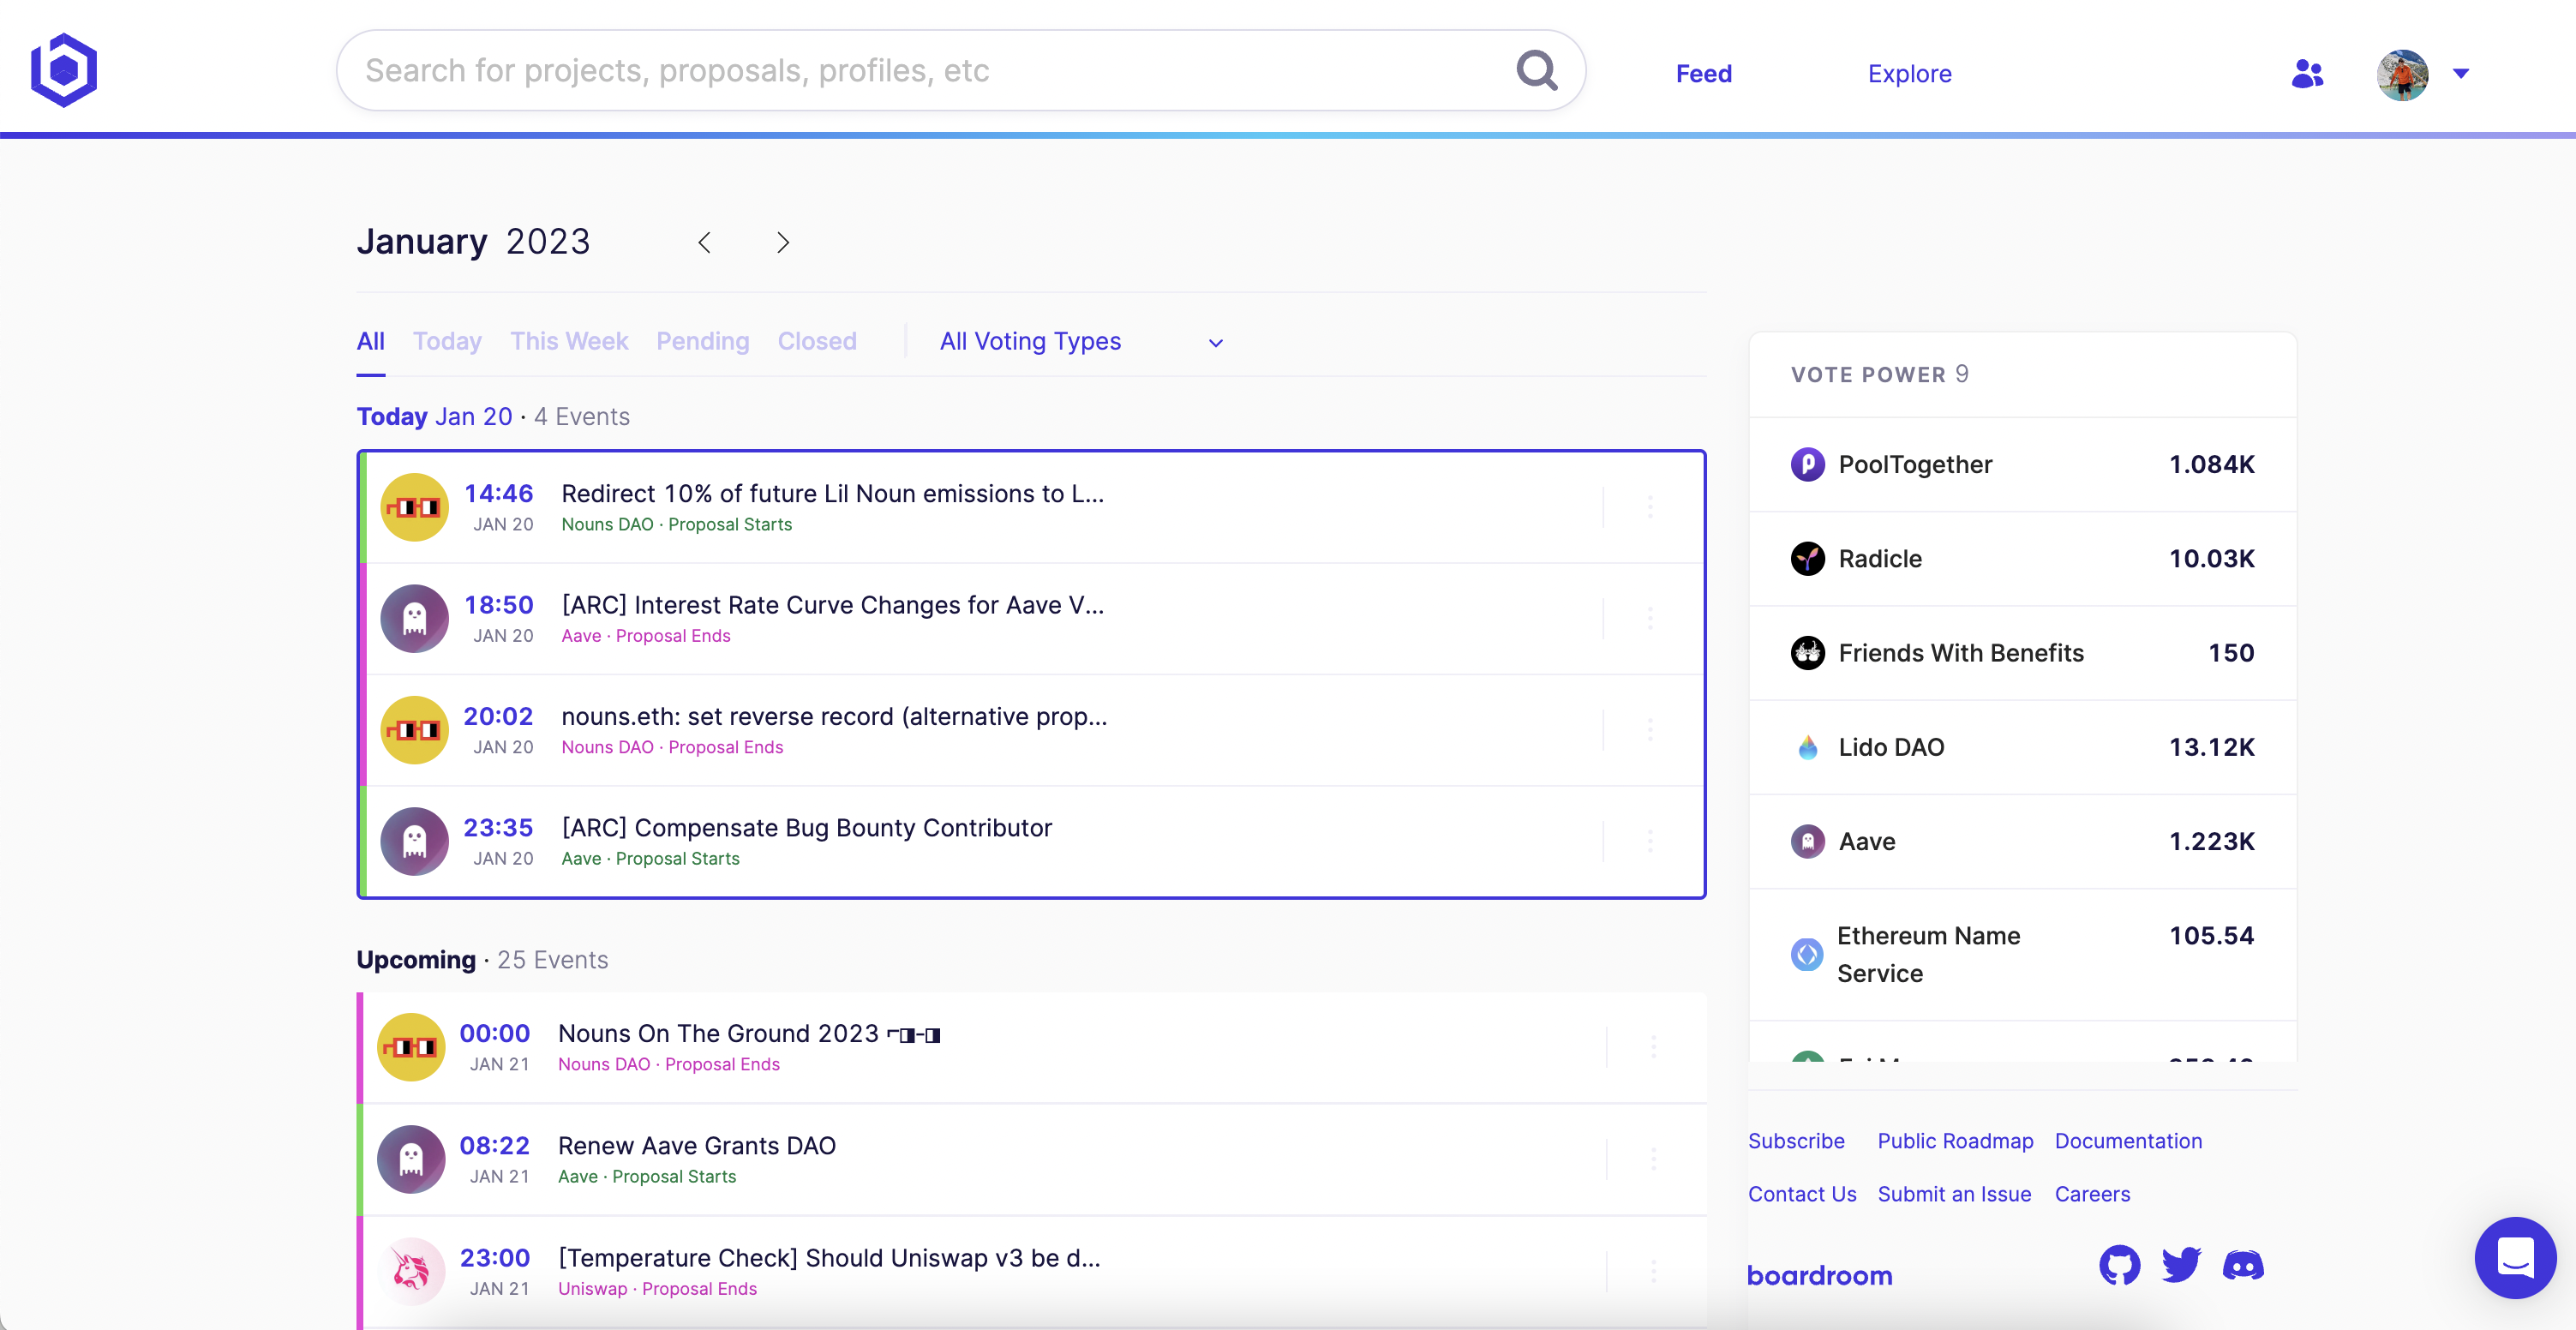 Search for projects, proposals, profiles, etc
Feed
Explore
January 2023
All
Today
This Week
Pending
Closed
All Voting Types
Today Jan 20 · 4 Events
14:46
JAN 20
Redirect 10% of future Lil Noun emissions to L...
Nouns DAO · Proposal Starts
18:50
JAN 20
[ARC] Interest Rate Curve Changes for Aave V...
Aave · Proposal Ends
20:02
JAN 20
nouns.eth: set reverse record (alternative prop...
Nouns DAO · Proposal Ends
23:35
JAN 20
[ARC] Compensate Bug Bounty Contributor
Aave · Proposal Starts
Upcoming · 25 Events
00:00
JAN 21
Nouns On The Ground 2023 ⌐◨-◨
Nouns DAO · Proposal Ends
08:22
JAN 21
Renew Aave Grants DAO
Aave · Proposal Starts
23:00
JAN 21
[Temperature Check] Should Uniswap v3 be d...
Uniswap · Proposal Ends
VOTE POWER 9
PoolTogether 1.084K
Radicle 10.03K
Friends With Benefits 150
Lido DAO 13.12K
Aave 1.223K
Ethereum Name 105.54
Service
Subscribe
Public Roadmap
Documentation
Contact Us
Submit an Issue
Careers
boardroom